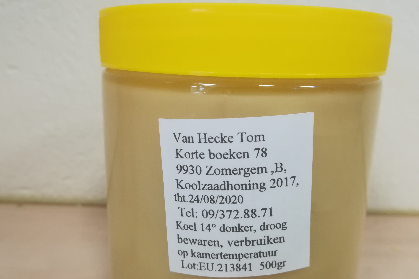 Van Hecke Tom
Korte boeken 78
9930 Zomergem ,B,
Koolzaadhoning 2017,
tht.24/08/2020
Tel: 09/372.88.71
Koel 14° donker, droog
bewaren, verbruiken
op kamertemperatuur
Lot:EU.213841 500gr